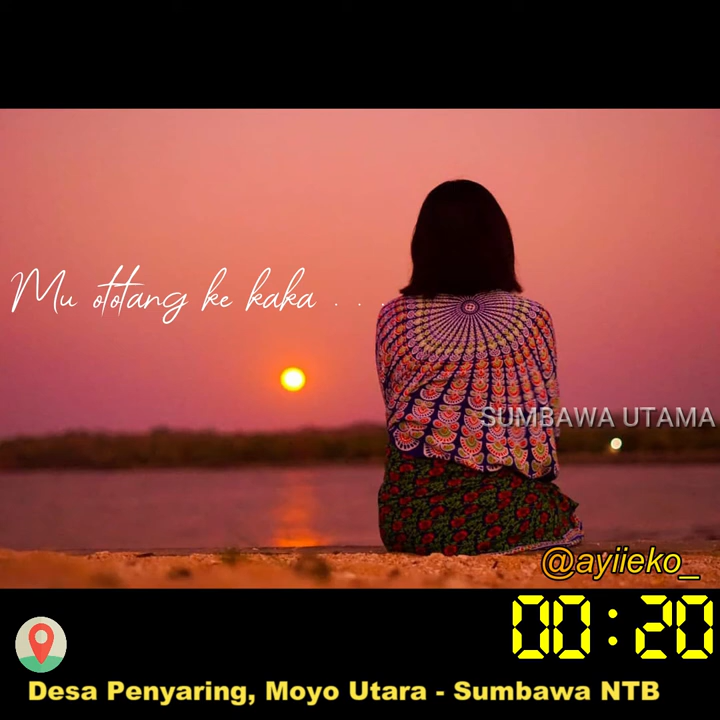 Mu ototang ke kaka . . .
SUMBAWA UTAMA
@ayiieko_
00:20
Desa Penyaring, Moyo Utara - Sumbawa NTB